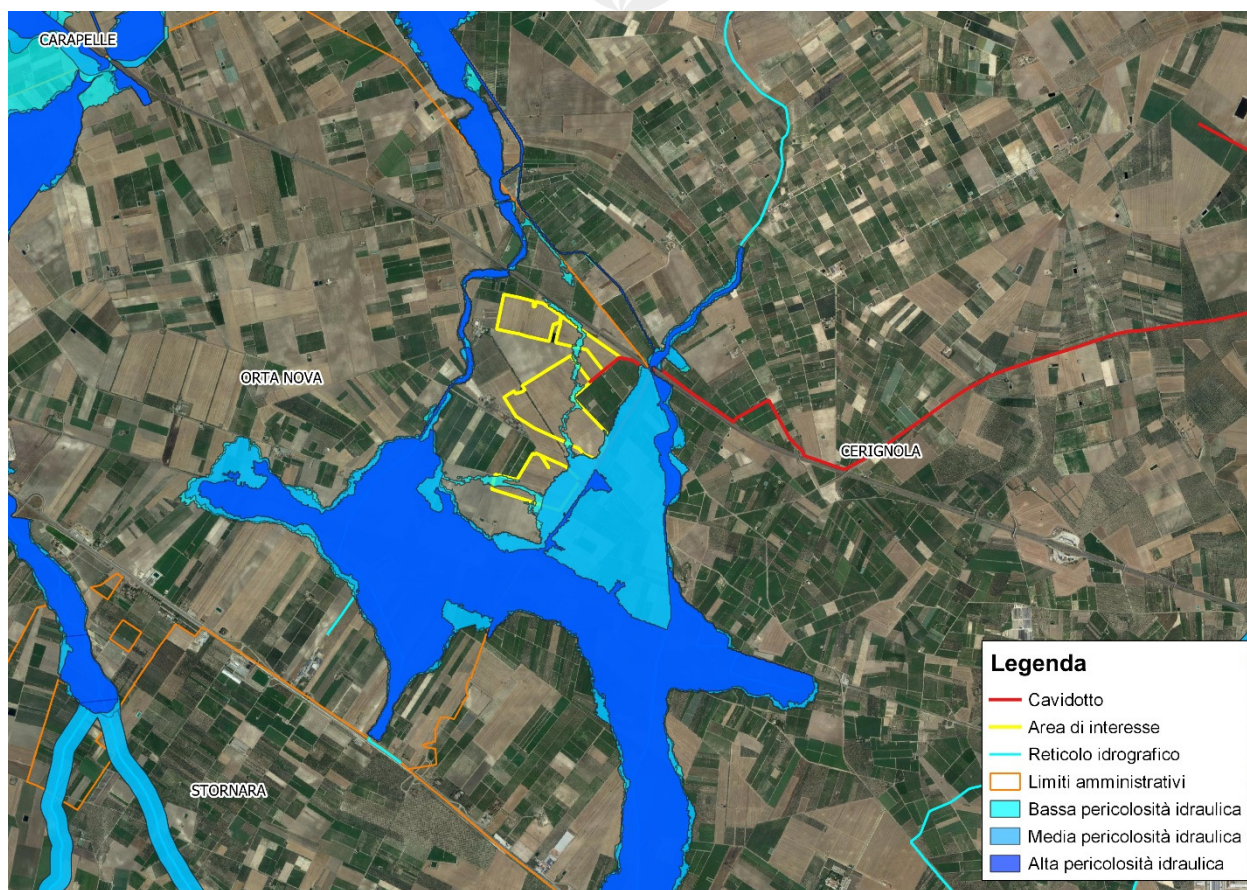 CARAPELLE
ORTA NOVA
CERIGNOLA
STORNARA
Legenda
Cavidotto
Area di interesse
Reticolo idrografico
Limiti amministrativi
Bassa pericolosità idraulica
Media pericolosità idraulica
Alta pericolosità idraulica